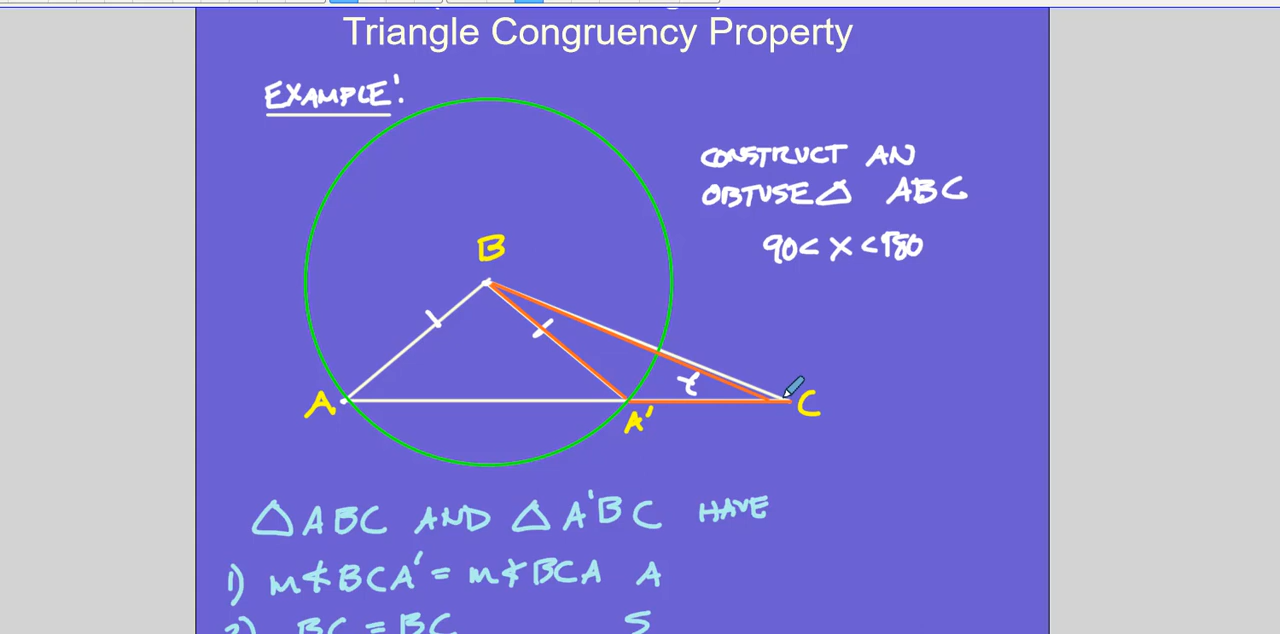 Triangle Congruency Property
EXAMPLE:
CONSTRUCT AN
OBTUSE △ ABC
90 < X < 180
B
A
A'
C
△ ABC AND △ A'BC HAVE
1) m∡BCA' = m∡BCA A
2) BC = BC S